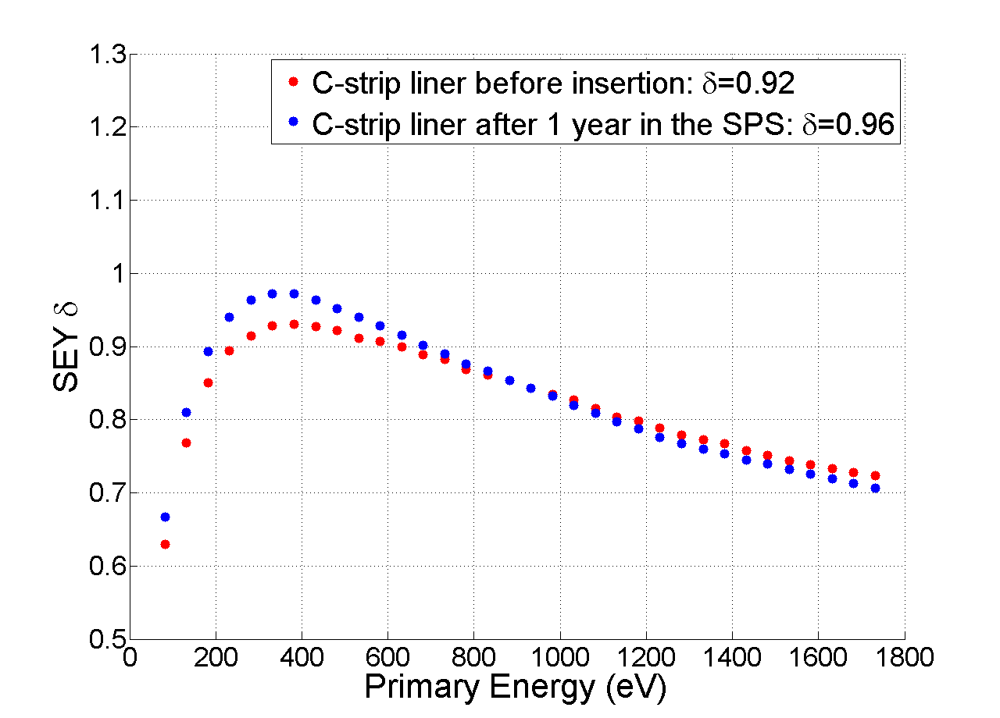 C-strip liner before insertion: δ=0.92
C-strip liner after 1 year in the SPS: δ=0.96
1.3
1.2
1.1
1
0.9
0.8
0.7
0.6
0.5
SEY δ
0 200 400 600 800 1000 1200 1400 1600 1800
Primary Energy (eV)